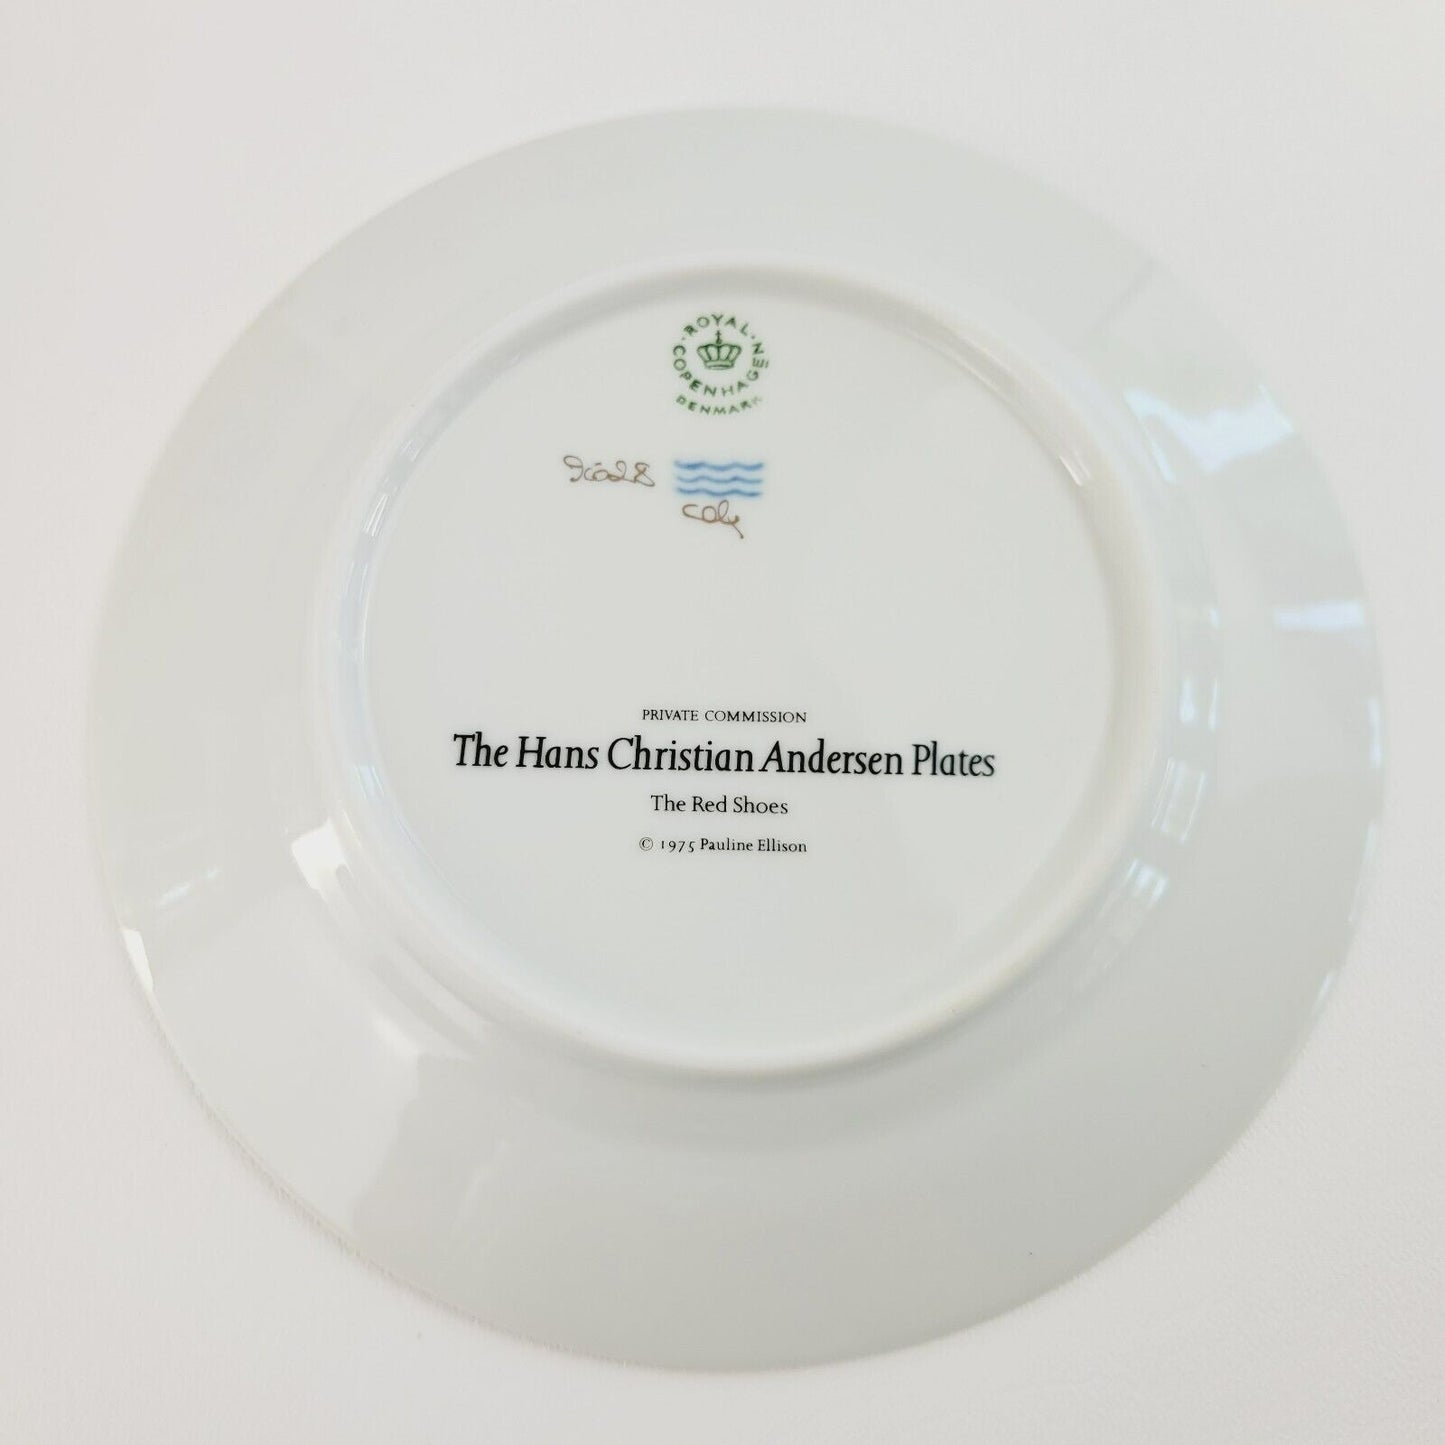 ROYAL
COPENHAGEN
DENMARK
PRIVATE COMMISSION
The Hans Christian Andersen Plates
The Red Shoes
© 1975 Pauline Ellison